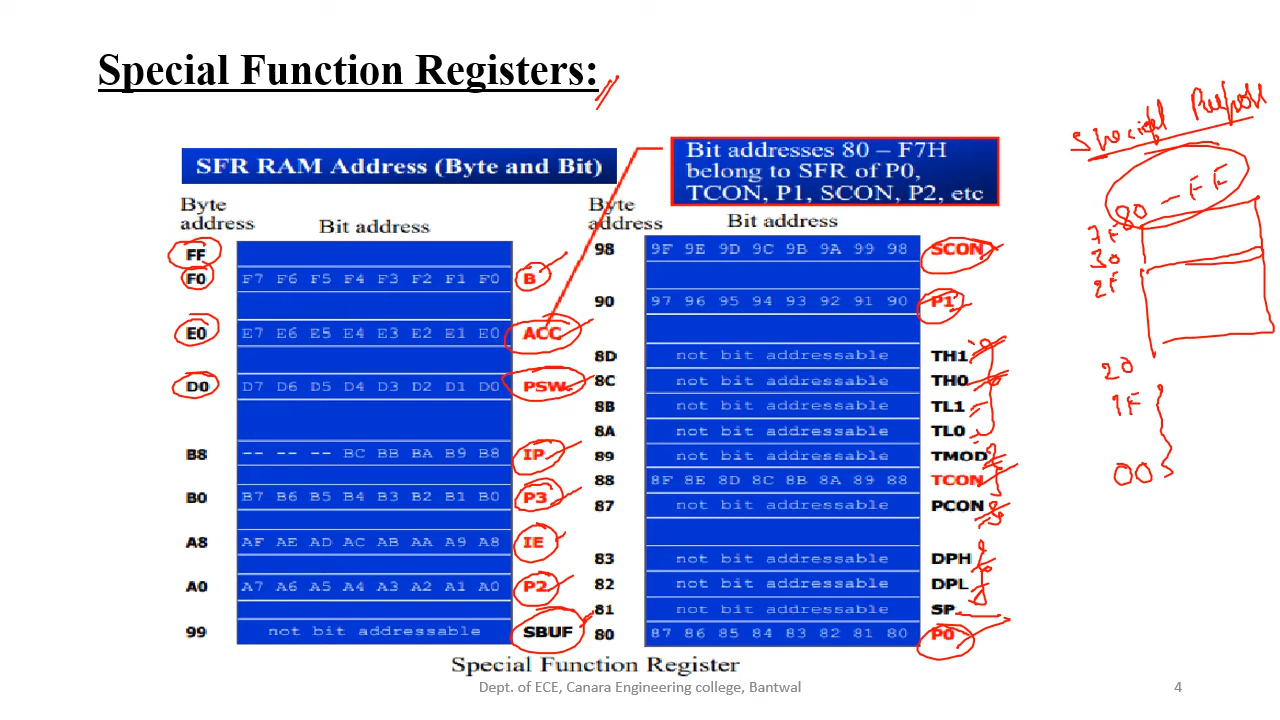 Special Function Registers:
SFR RAM Address (Byte and Bit)
Bit addresses 80 – F7H
belong to SFR of P0,
TCON, P1, SCON, P2, etc
Byte
address
Bit address
FF
F0 F7 F6 F5 F4 F3 F2 F1 F0 B
E0 E7 E6 E5 E4 E3 E2 E1 E0 ACC
D0 D7 D6 D5 D4 D3 D2 D1 D0 PSW
B8 -- -- -- BC BB BA B9 B8 IP
B0 B7 B6 B5 B4 B3 B2 B1 B0 P3
A8 AF AE AD AC AB AA A9 A8 IE
A0 A7 A6 A5 A4 A3 A2 A1 A0 P2
99 not bit addressable SBUF
Byte
address
Bit address
98 9F 9E 9D 9C 9B 9A 99 98 SCON
90 97 96 95 94 93 92 91 90 P1
8D not bit addressable TH1
8C not bit addressable TH0
8B not bit addressable TL1
8A not bit addressable TL0
89 not bit addressable TMOD
88 8F 8E 8D 8C 8B 8A 89 88 TCON
87 not bit addressable PCON
83 not bit addressable DPH
82 not bit addressable DPL
81 not bit addressable SP
80 87 86 85 84 83 82 81 80 P0
Special Function Register
Special
80 - FF
7F
30
2F
20
1F
00
Dept. of ECE, Canara Engineering college, Bantwal
4